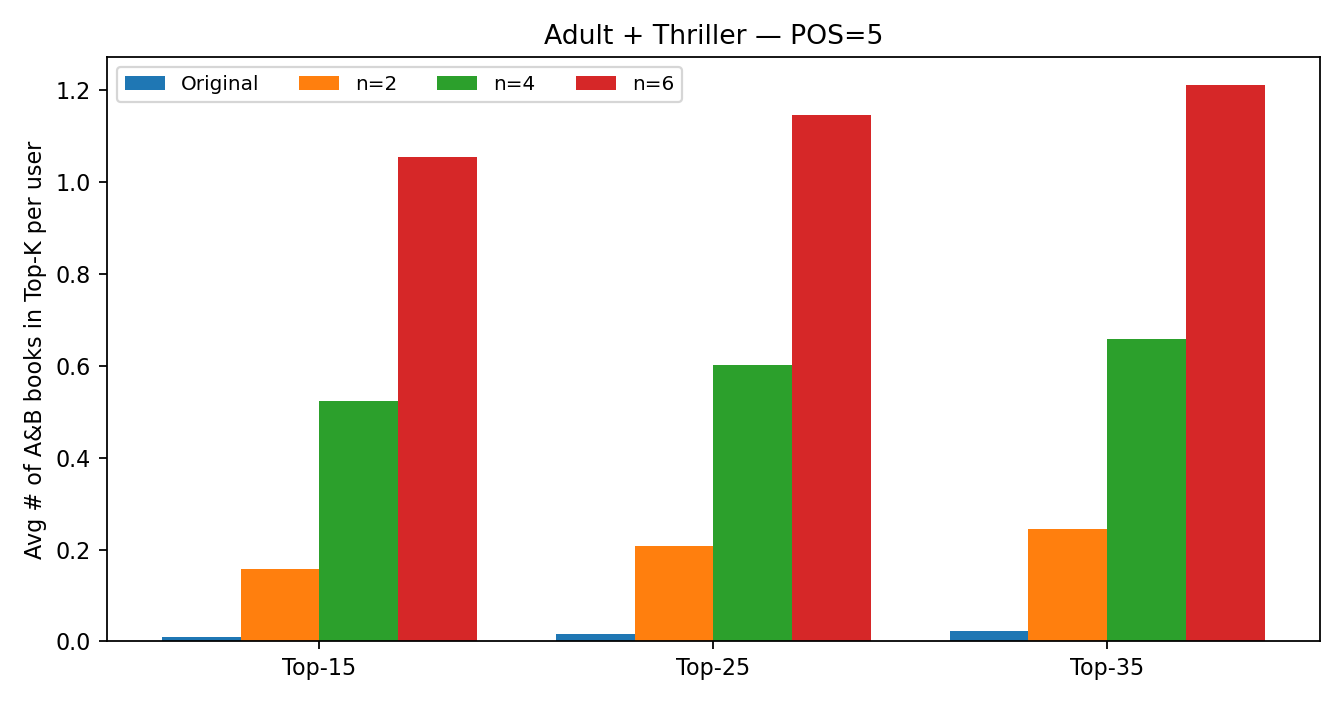 Adult + Thriller — POS=5
Original n=2 n=4 n=6
Avg # of A&B books in Top-K per user
1.2
1.0
0.8
0.6
0.4
0.2
0.0
Top-15 Top-25 Top-35